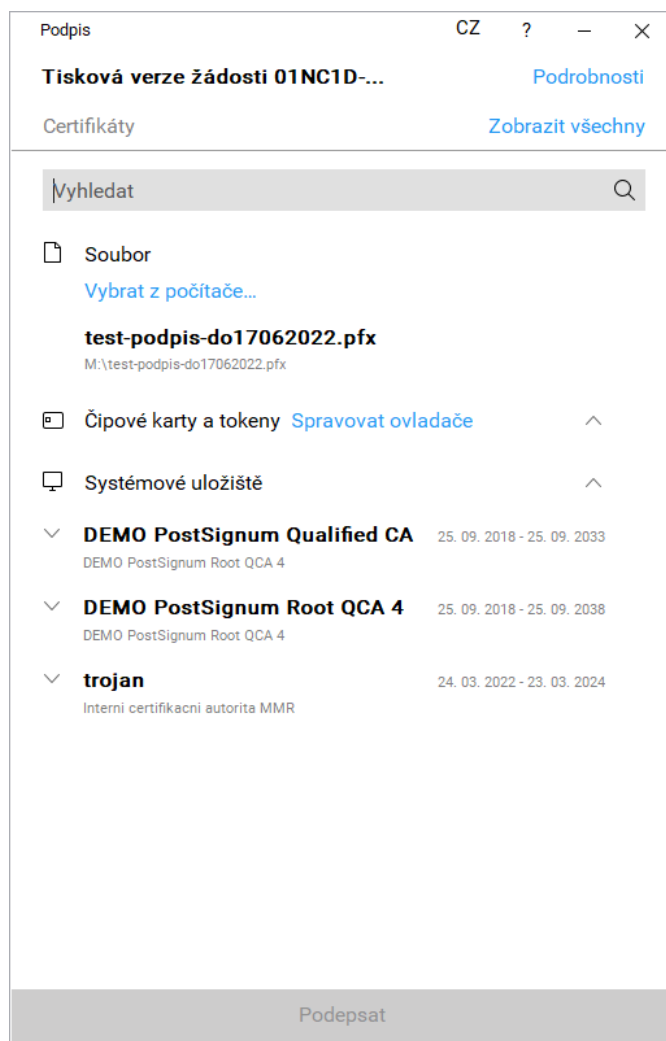 Podpis CZ ?
Tisková verze žádosti 01NC1D-... Podrobnosti
Certifikáty Zobrazit všechny
Vyhledat
Soubor
Vybrat z počítače...
test-podpis-do17062022.pfx
M:\test-podpis-do17062022.pfx
Čipové karty a tokeny Spravovat ovladače
Systémové uložiště
DEMO PostSignum Qualified CA 25. 09. 2018 - 25. 09. 2033
DEMO PostSignum Root QCA 4
DEMO PostSignum Root QCA 4 25. 09. 2018 - 25. 09. 2038
DEMO PostSignum Root QCA 4
trojan 24. 03. 2022 - 23. 03. 2024
Interni certifikacni autorita MMR
Podepsat